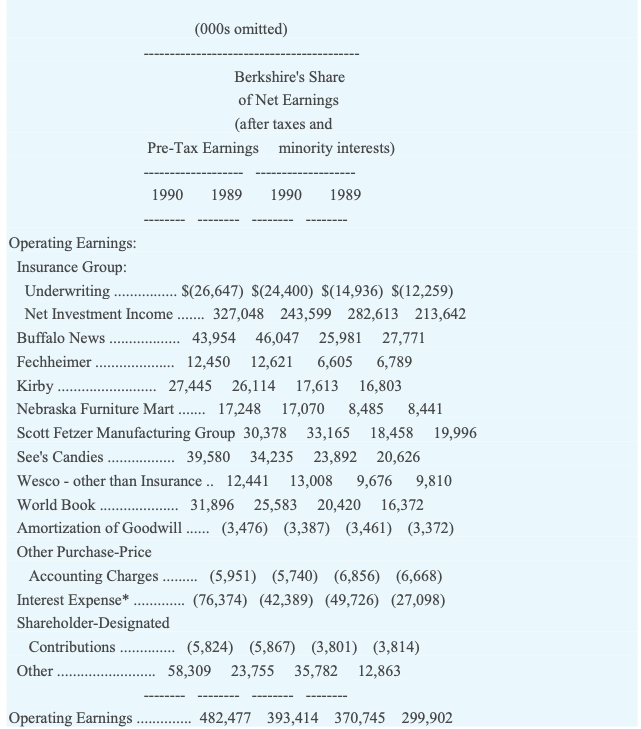 (000s omitted)
------------------------------------------
Berkshire's Share
of Net Earnings
(after taxes and
Pre-Tax Earnings minority interests)
------------------- -------------------
1990 1989 1990 1989
-------- -------- -------- --------
Operating Earnings:
Insurance Group:
Underwriting ................ $(26,647) $(24,400) $(14,936) $(12,259)
Net Investment Income ....... 327,048 243,599 282,613 213,642
Buffalo News .................. 43,954 46,047 25,981 27,771
Fechheimer .................... 12,450 12,621 6,605 6,789
Kirby ......................... 27,445 26,114 17,613 16,803
Nebraska Furniture Mart ....... 17,248 17,070 8,485 8,441
Scott Fetzer Manufacturing Group 30,378 33,165 18,458 19,996
See's Candies ................. 39,580 34,235 23,892 20,626
Wesco - other than Insurance .. 12,441 13,008 9,676 9,810
World Book .................... 31,896 25,583 20,420 16,372
Amortization of Goodwill ...... (3,476) (3,387) (3,461) (3,372)
Other Purchase-Price
Accounting Charges ......... (5,951) (5,740) (6,856) (6,668)
Interest Expense* ............. (76,374) (42,389) (49,726) (27,098)
Shareholder-Designated
Contributions .............. (5,824) (5,867) (3,801) (3,814)
Other ......................... 58,309 23,755 35,782 12,863
-------- -------- -------- --------
Operating Earnings .............. 482,477 393,414 370,745 299,902